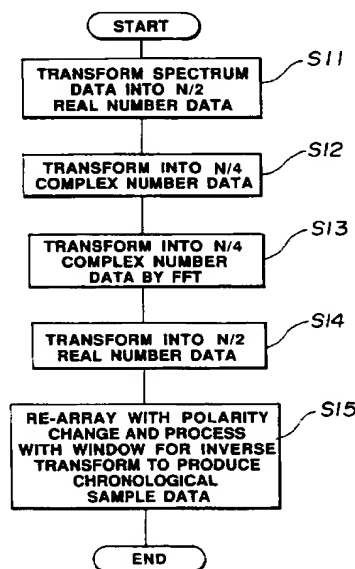 START
S11
TRANSFORM SPECTRUM
DATA INTO N/2
REAL NUMBER DATA
S12
TRANSFORM INTO N/4
COMPLEX NUMBER DATA
S13
TRANSFORM INTO N/4
COMPLEX NUMBER
DATA BY FFT
S14
TRANSFORM INTO N/2
REAL NUMBER DATA
S15
RE-ARRAY WITH POLARITY
CHANGE AND PROCESS
WITH WINDOW FOR INVERSE
TRANSFORM TO PRODUCE
CHRONOLOGICAL
SAMPLE DATA
END